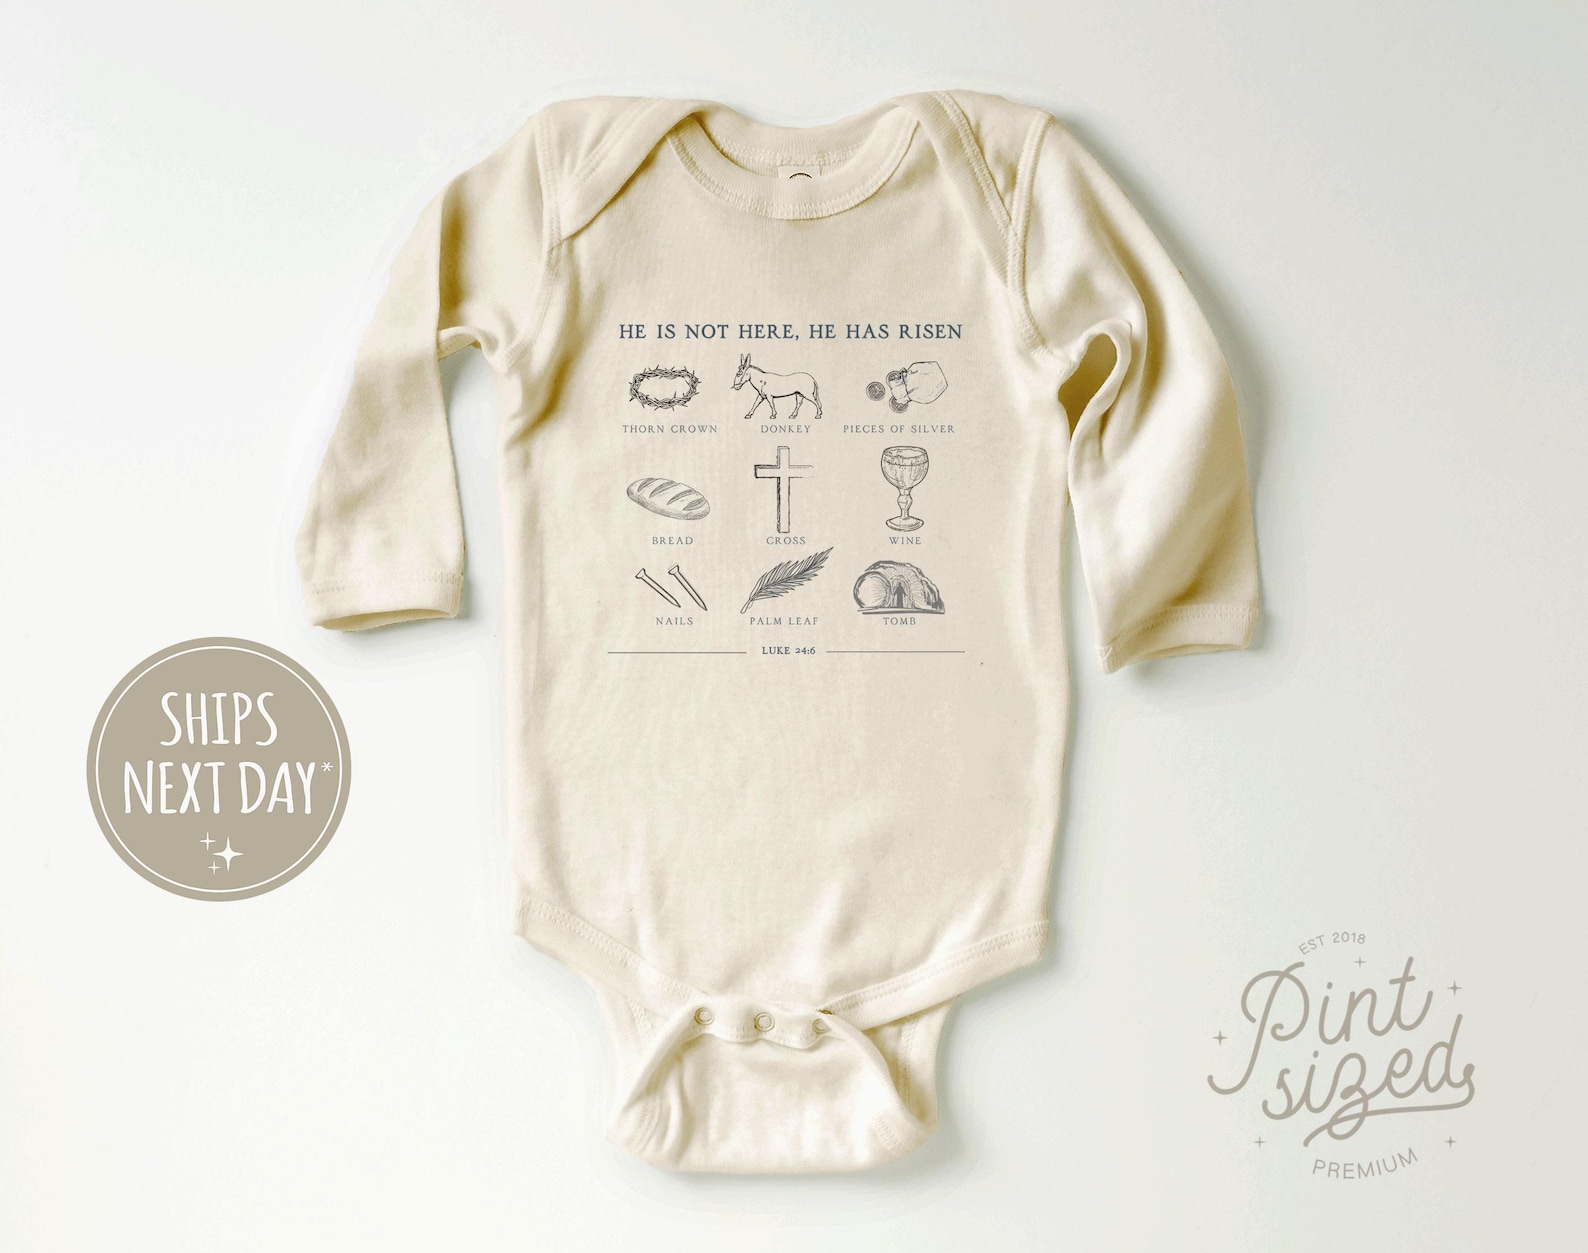 HE IS NOT HERE, HE HAS RISEN
THORN CROWN
DONKEY
PIECES OF SILVER
BREAD
CROSS
WINE
NAILS
PALM LEAF
TOMB
LUKE 24:6
SHIPS
NEXT DAY*
EST 2018
Pint
sized
PREMIUM